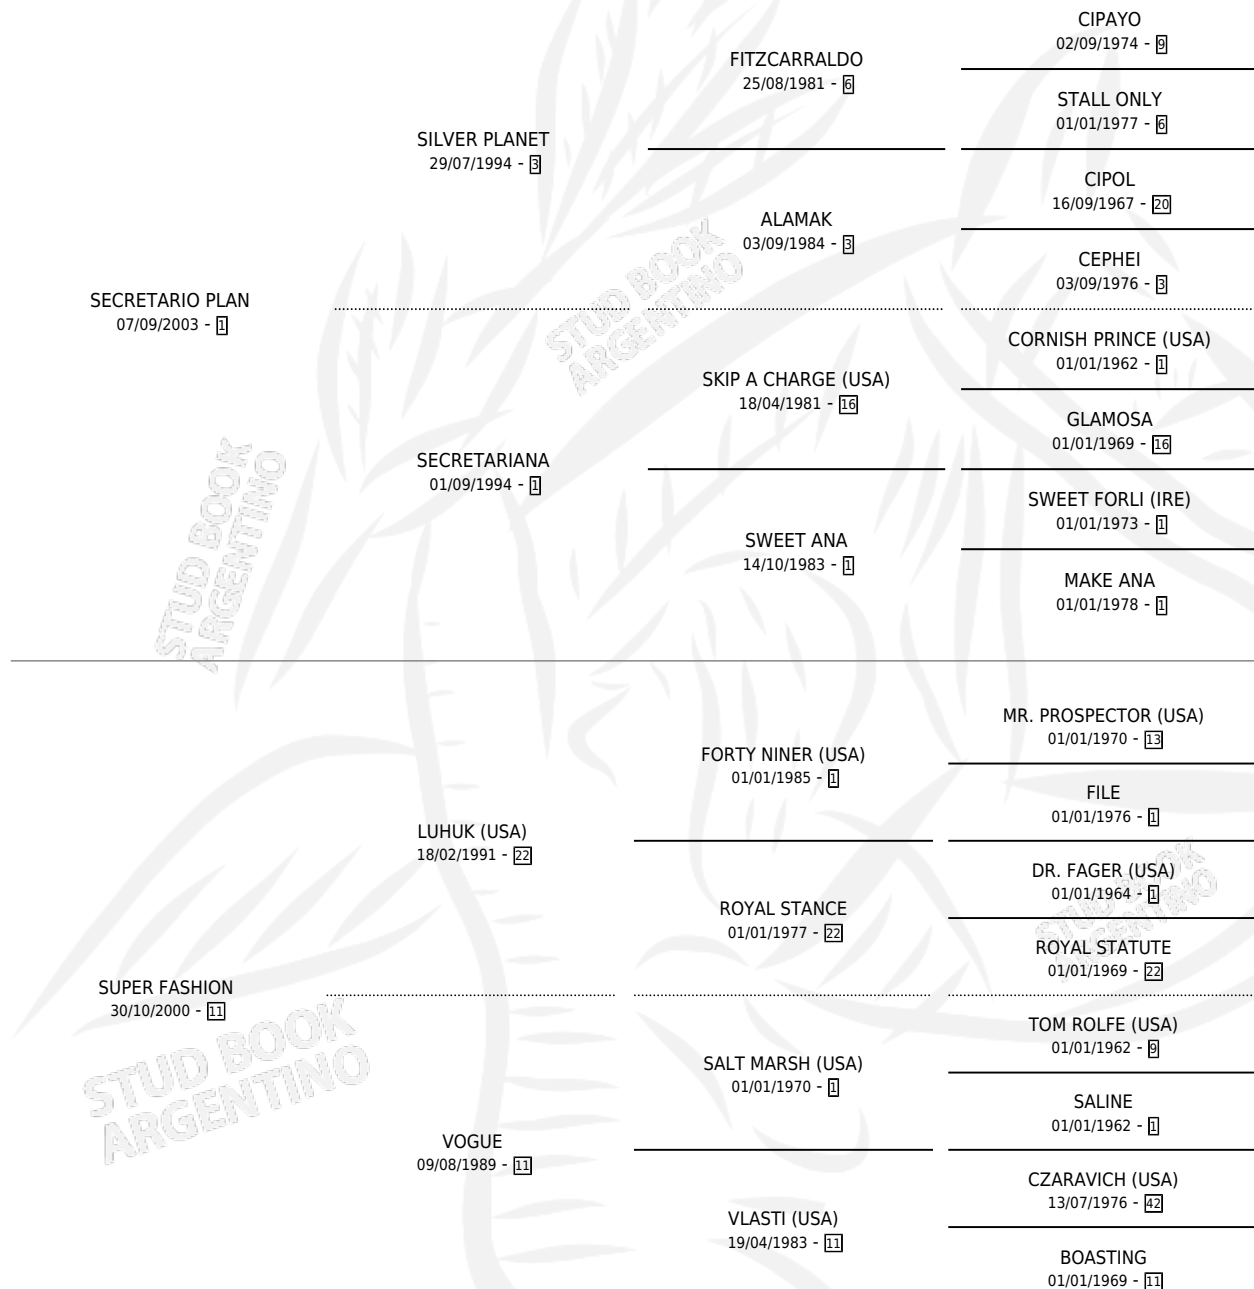 CIPAYO
02/09/1974 - 9
FITZCARRALDO
25/08/1981 - 6
STALL ONLY
01/01/1977 - 6
SILVER PLANET
29/07/1994 - 3
CIPOL
16/09/1967 - 20
ALAMAK
03/09/1984 - 3
CEPHEI
03/09/1976 - 3
SECRETARIO PLAN
07/09/2003 - 1
STUD BOOK
ARGENTINO
CORNISH PRINCE (USA)
01/01/1962 - 1
SKIP A CHARGE (USA)
18/04/1981 - 16
GLAMOSA
01/01/1969 - 16
SECRETARIANA
01/09/1994 - 1
SWEET FORLI (IRE)
01/01/1973 - 1
SWEET ANA
14/10/1983 - 1
MAKE ANA
01/01/1978 - 1
STUD BOOK
ARGENTINO
MR. PROSPECTOR (USA)
01/01/1970 - 13
FORTY NINER (USA)
01/01/1985 - 1
FILE
01/01/1976 - 1
LUHUK (USA)
18/02/1991 - 22
DR. FAGER (USA)
01/01/1964 - 1
ROYAL STANCE
01/01/1977 - 22
STUD BOOK
ARGENTINO
ROYAL STATUTE
01/01/1969 - 22
SUPER FASHION
30/10/2000 - 11
STUD BOOK
ARGENTINO
TOM ROLFE (USA)
01/01/1962 - 9
SALT MARSH (USA)
01/01/1970 - 1
SALINE
01/01/1962 - 1
VOGUE
09/08/1989 - 11
CZARAVICH (USA)
13/07/1976 - 42
VLASTI (USA)
19/04/1983 - 11
BOASTING
01/01/1969 - 11